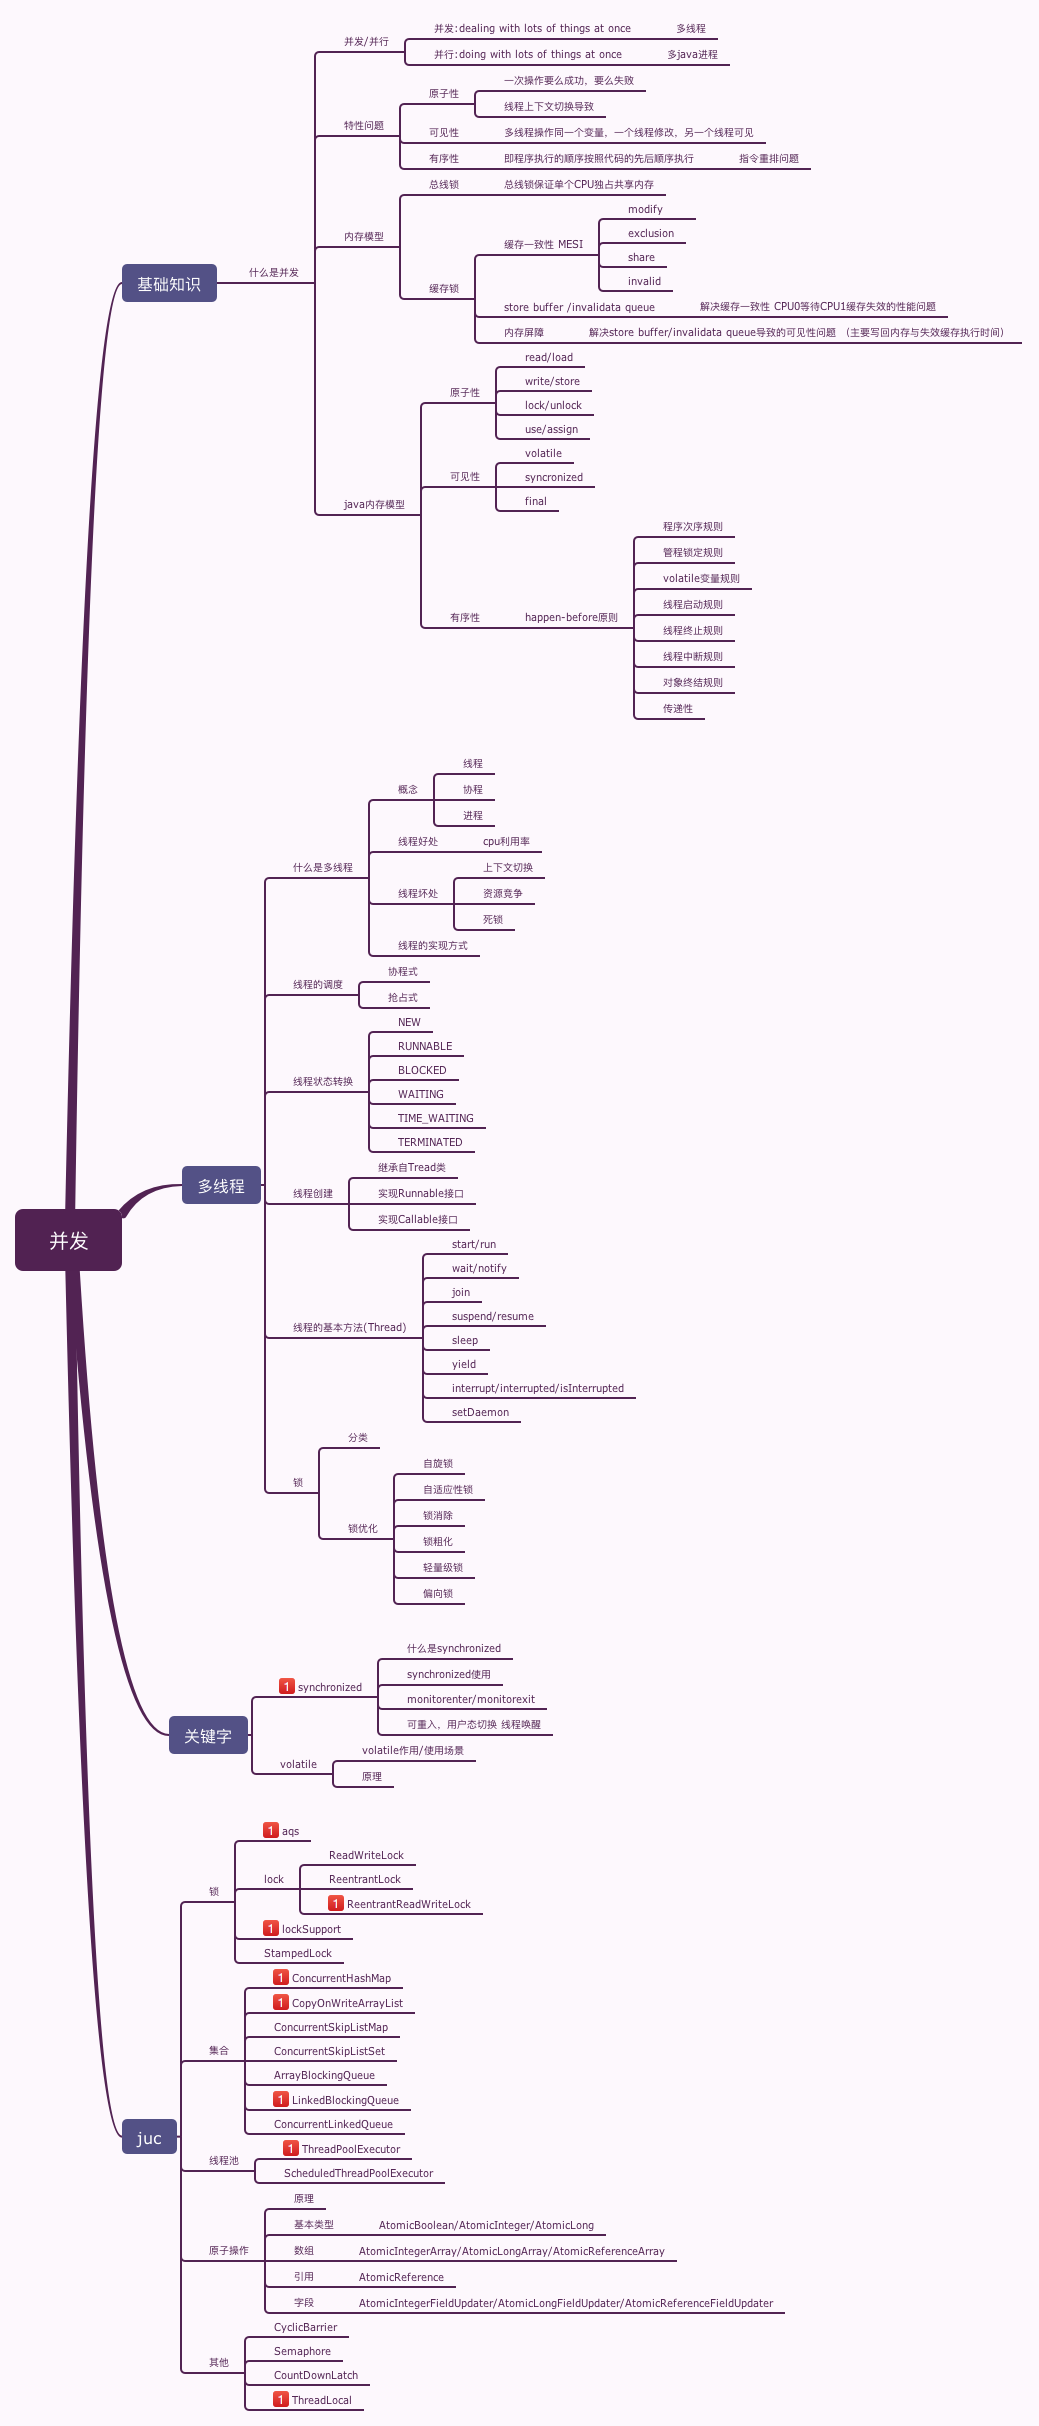 并发
基础知识
什么是并发
并发/并行
并发:dealing with lots of things at once
多线程
并行:doing with lots of things at once
多java进程
特性问题
原子性
一次操作要么成功，要么失败
线程上下文切换导致
可见性
多线程操作同一个变量，一个线程修改，另一个线程可见
有序性
即程序执行的顺序按照代码的先后顺序执行
指令重排问题
内存模型
总线锁
总线锁保证单个CPU独占共享内存
缓存锁
缓存一致性 MESI
modify
exclusion
share
invalid
store buffer /invalidata queue
解决缓存一致性 CPU0等待CPU1缓存失效的性能问题
内存屏障
解决store buffer/invalidata queue导致的可见性问题 （主要写回内存与失效缓存执行时间）
java内存模型
原子性
read/load
write/store
lock/unlock
use/assign
可见性
volatile
syncronized
final
有序性
happen-before原则
程序次序规则
管程锁定规则
volatile变量规则
线程启动规则
线程终止规则
线程中断规则
对象终结规则
传递性
多线程
什么是多线程
概念
线程
协程
进程
线程好处
cpu利用率
线程坏处
上下文切换
资源竟争
死锁
线程的实现方式
线程的调度
协程式
抢占式
线程状态转换
NEW
RUNNABLE
BLOCKED
WAITING
TIME_WAITING
TERMINATED
线程创建
继承自Tread类
实现Runnable接口
实现Callable接口
线程的基本方法(Thread)
start/run
wait/notify
join
suspend/resume
sleep
yield
interrupt/interrupted/isInterrupted
setDaemon
锁
分类
锁优化
自旋锁
自适应性锁
锁消除
锁粗化
轻量级锁
偏向锁
关键字
1 synchronized
什么是synchronized
synchronized使用
monitorenter/monitorexit
可重入，用户态切换 线程唤醒
volatile
volatile作用/使用场景
原理
juc
锁
1 aqs
lock
ReadWriteLock
ReentrantLock
1 ReentrantReadWriteLock
1 lockSupport
StampedLock
集合
1 ConcurrentHashMap
1 CopyOnWriteArrayList
ConcurrentSkipListMap
ConcurrentSkipListSet
ArrayBlockingQueue
1 LinkedBlockingQueue
ConcurrentLinkedQueue
线程池
1 ThreadPoolExecutor
ScheduledThreadPoolExecutor
原子操作
原理
基本类型
AtomicBoolean/AtomicInteger/AtomicLong
数组
AtomicIntegerArray/AtomicLongArray/AtomicReferenceArray
引用
AtomicReference
字段
AtomicIntegerFieldUpdater/AtomicLongFieldUpdater/AtomicReferenceFieldUpdater
其他
CyclicBarrier
Semaphore
CountDownLatch
1 ThreadLocal